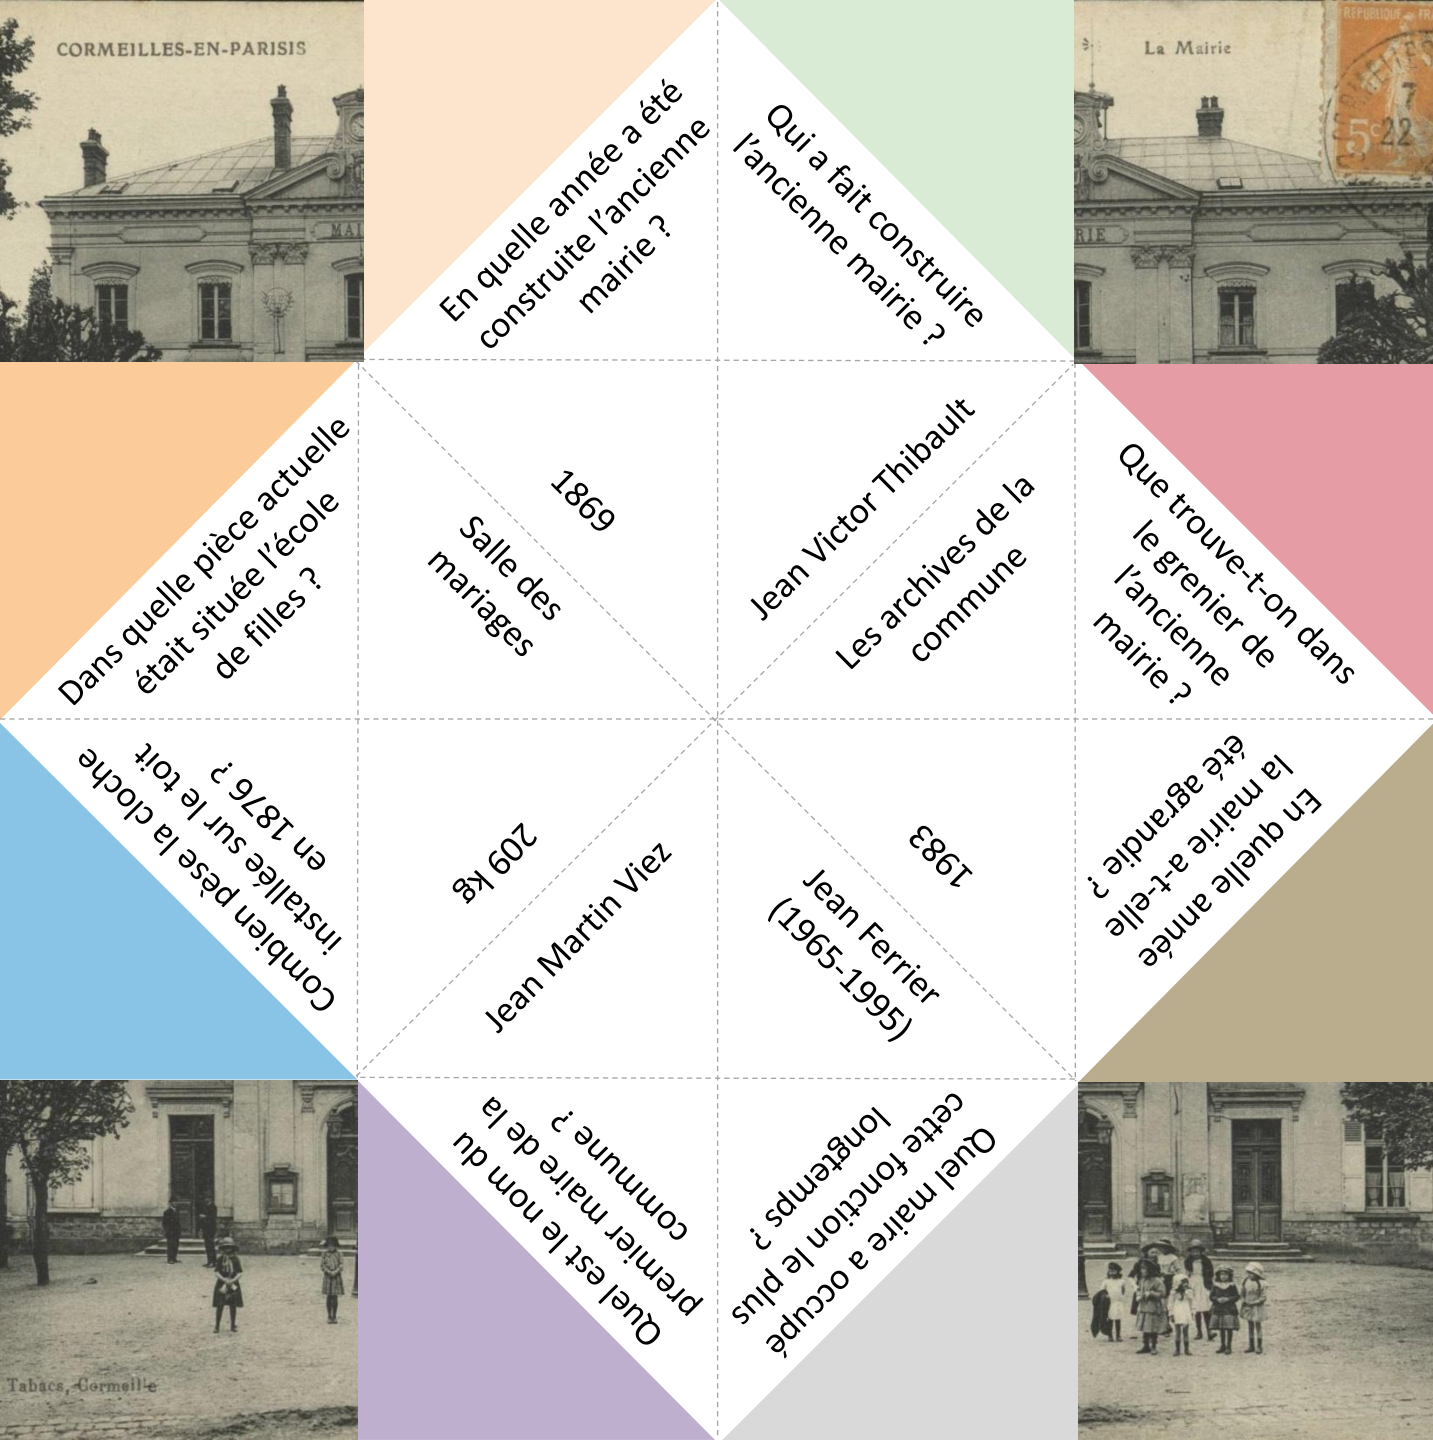 CORMEILLES-EN-PARISIS
MAI
La Mairie
RIE
REPUBLIQUE
5c
7
22
En quelle année a été
construite l'ancienne
mairie ?
Qui a fait construire
l'ancienne mairie ?
Dans quelle pièce actuelle
était située l'école
de filles ?
1869
Salle des
mariages
Jean Victor Thibault
Les archives de la
commune
Que trouve-t-on dans
le grenier de
l'ancienne
mairie ?
Combien pèse la cloche
installée sur le toit
en 1876 ?
209 kg
Jean Martin Viez
1983
Jean Ferrier
(1965-1995)
En quelle année
la mairie a-t-elle
été agrandie ?
Quel est le nom du
premier maire de la
commune ?
Quel maire a occupé
cette fonction le plus
longtemps ?
Tabacs, Cormeille